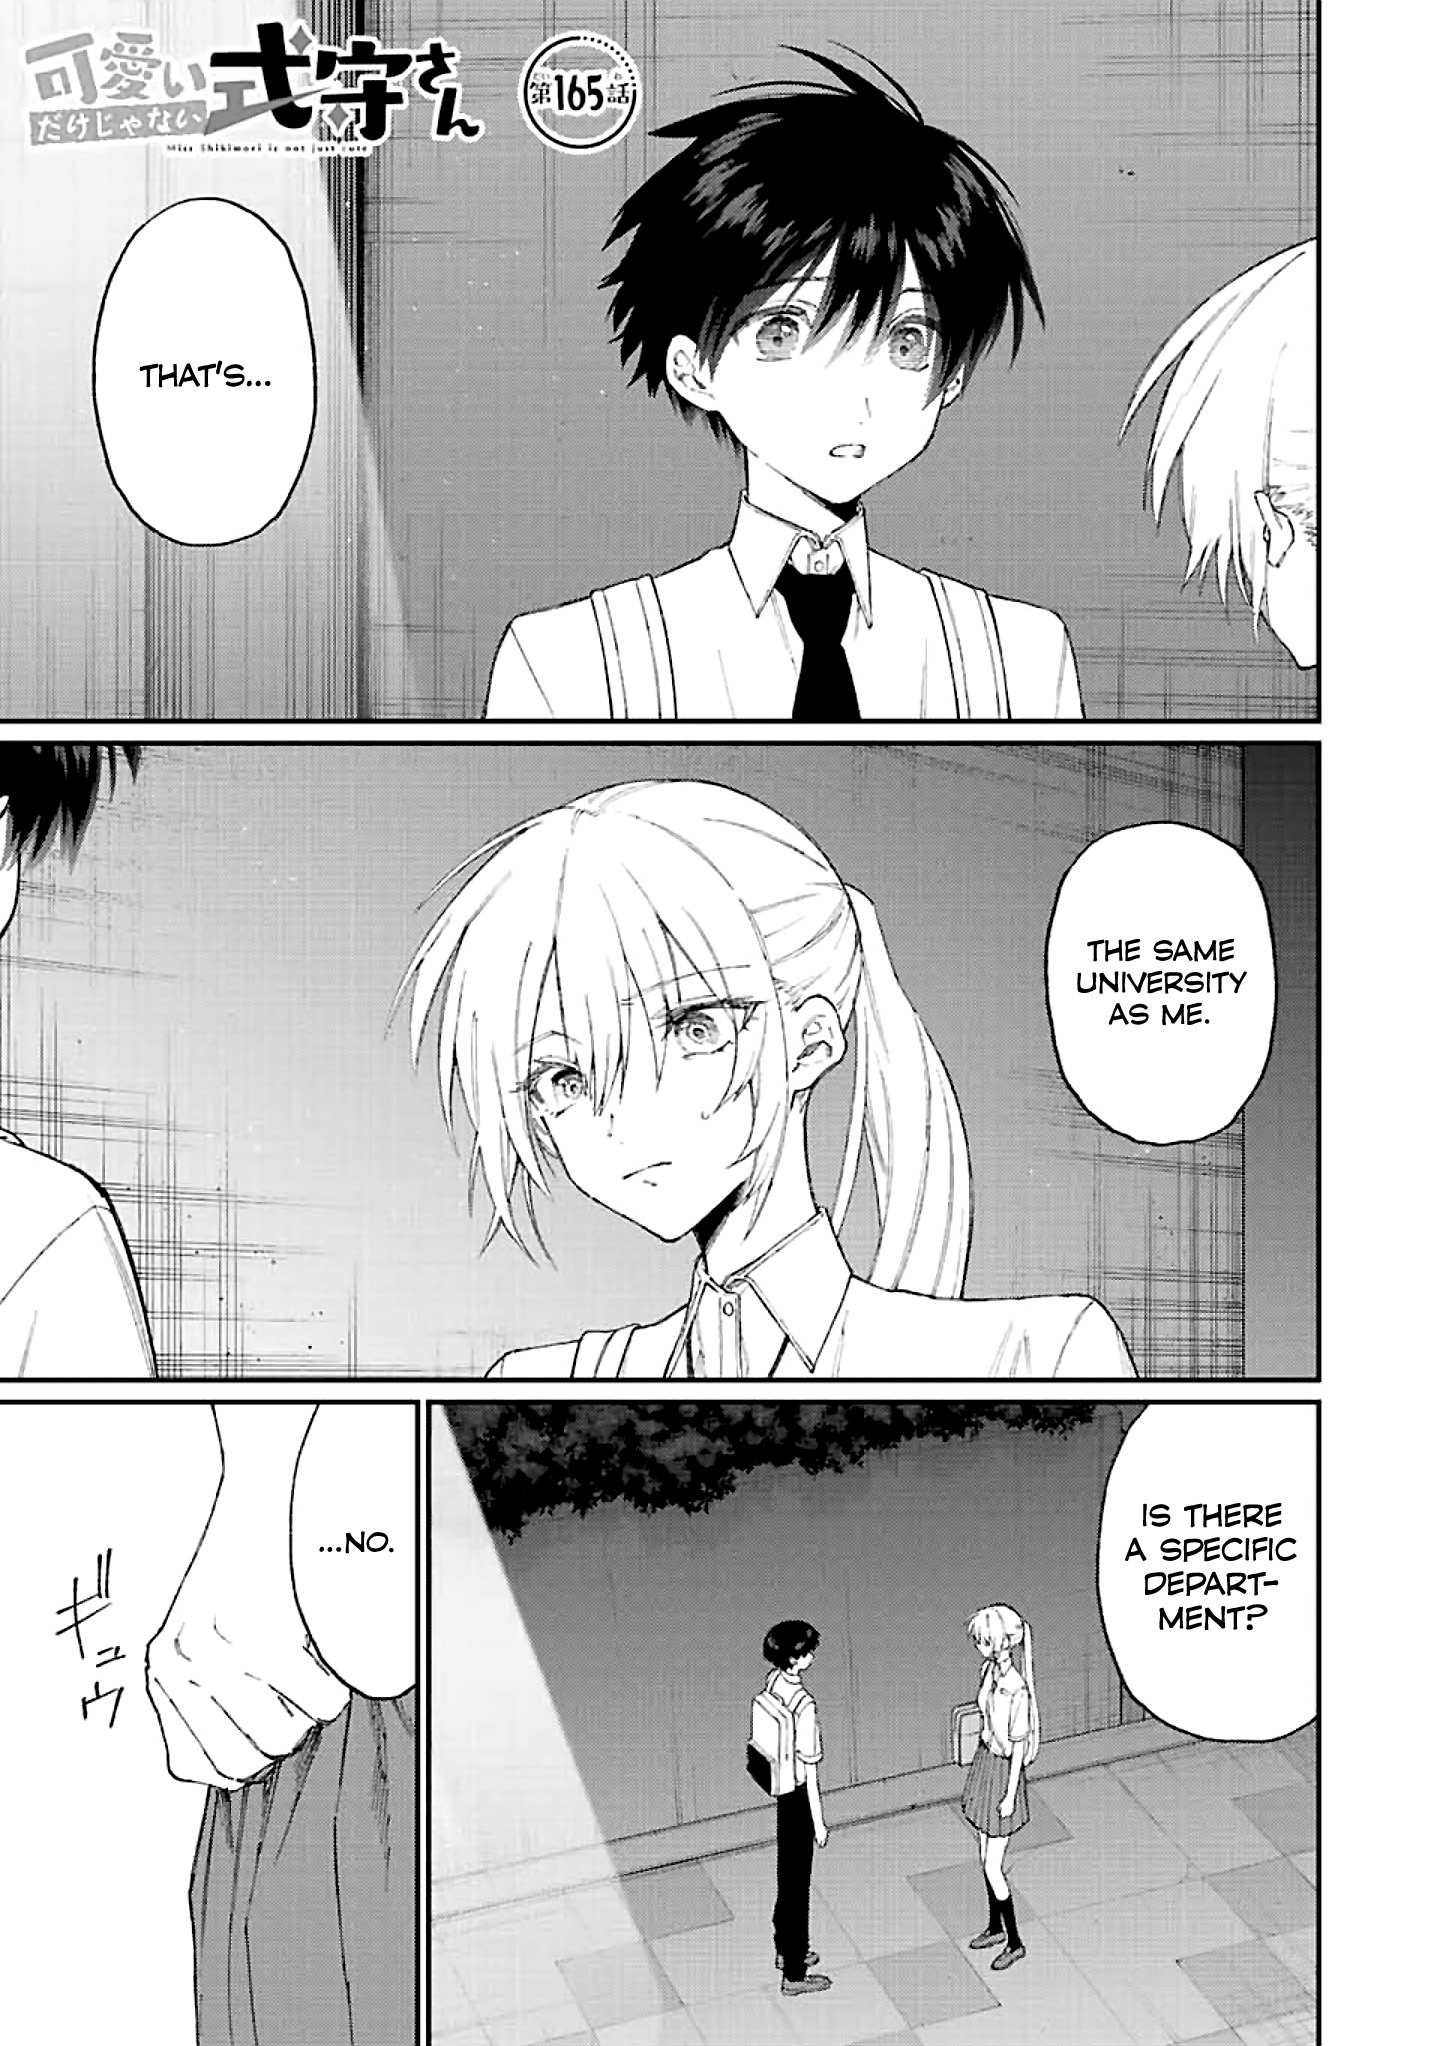 可愛い
だけじゃない
式守さん
Miss Shikimori is not just cute
第165話
THAT'S...
THE SAME
UNIVERSITY
AS ME.
IS THERE
A SPECIFIC
DEPART-
MENT?
...NO.
ギュウ